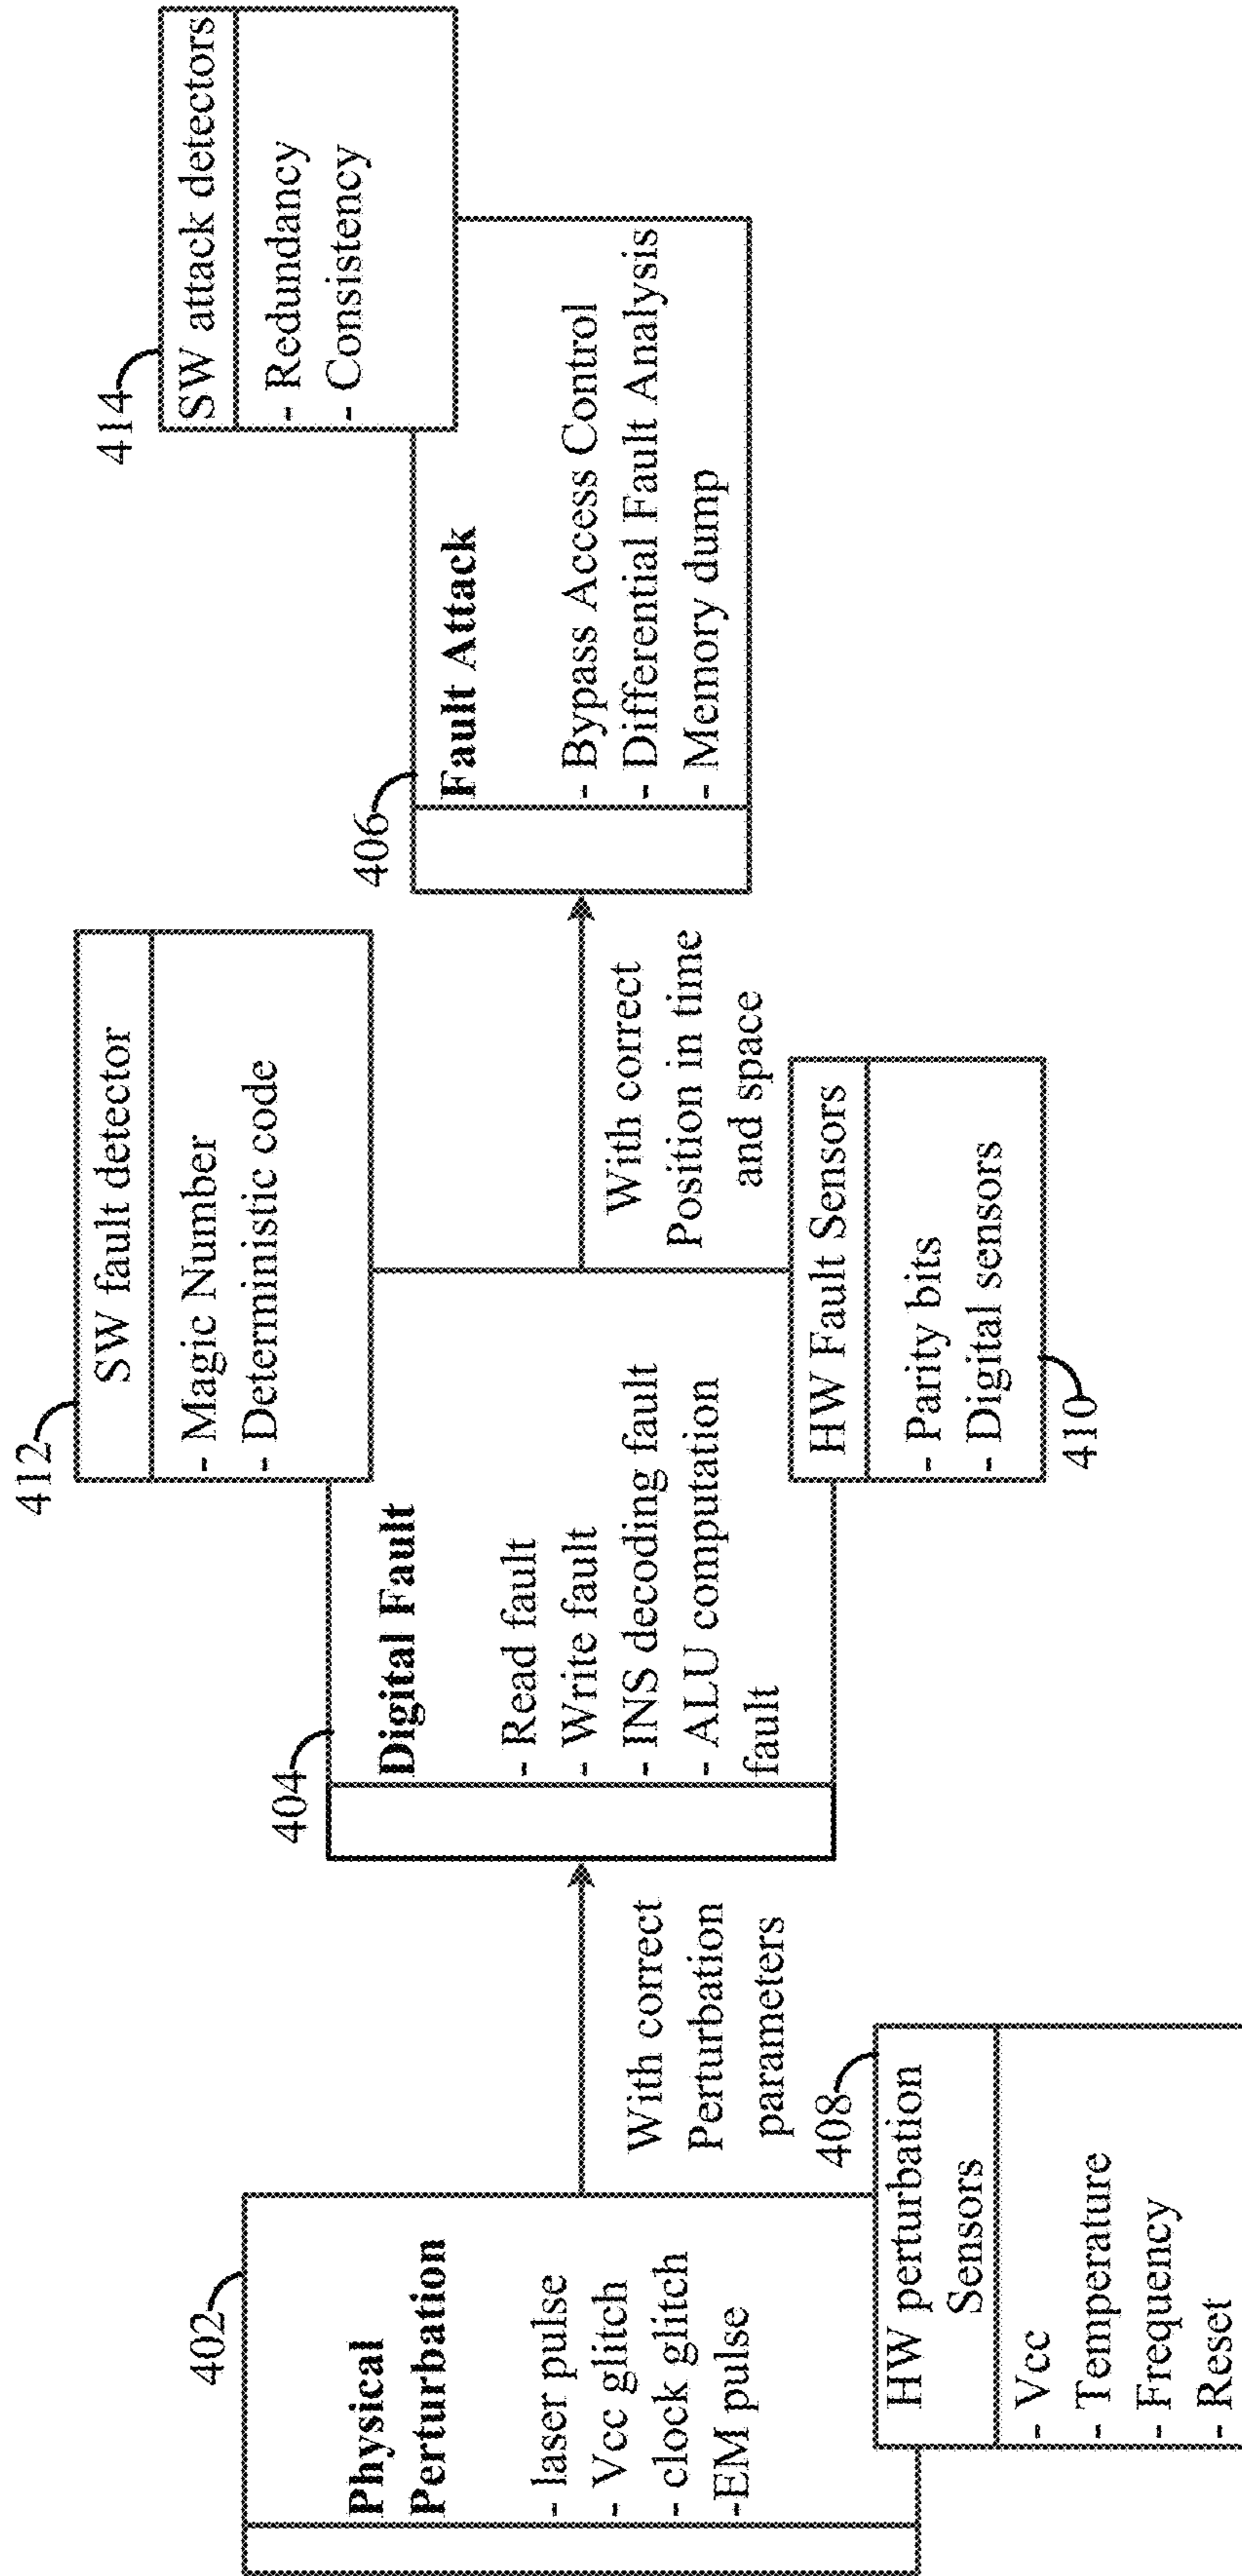 402
Physical
Perturbation
- laser pulse
- Vcc glitch
- clock glitch
-EM pulse
408
HW perturbation
Sensors
- Vcc
- Temperature
- Frequency
- Reset
With correct
Perturbation
parameters
404
Digital Fault
- Read fault
- Write fault
- INS decoding fault
- ALU computation
fault
412
SW fault detector
- Magic Number
- Deterministic code
HW Fault Sensors
- Parity bits
- Digital sensors
410
With correct
Position in time
and space
406
Fault Attack
- Bypass Access Control
- Differential Fault Analysis
- Memory dump
414
SW attack detectors
- Redundancy
- Consistency